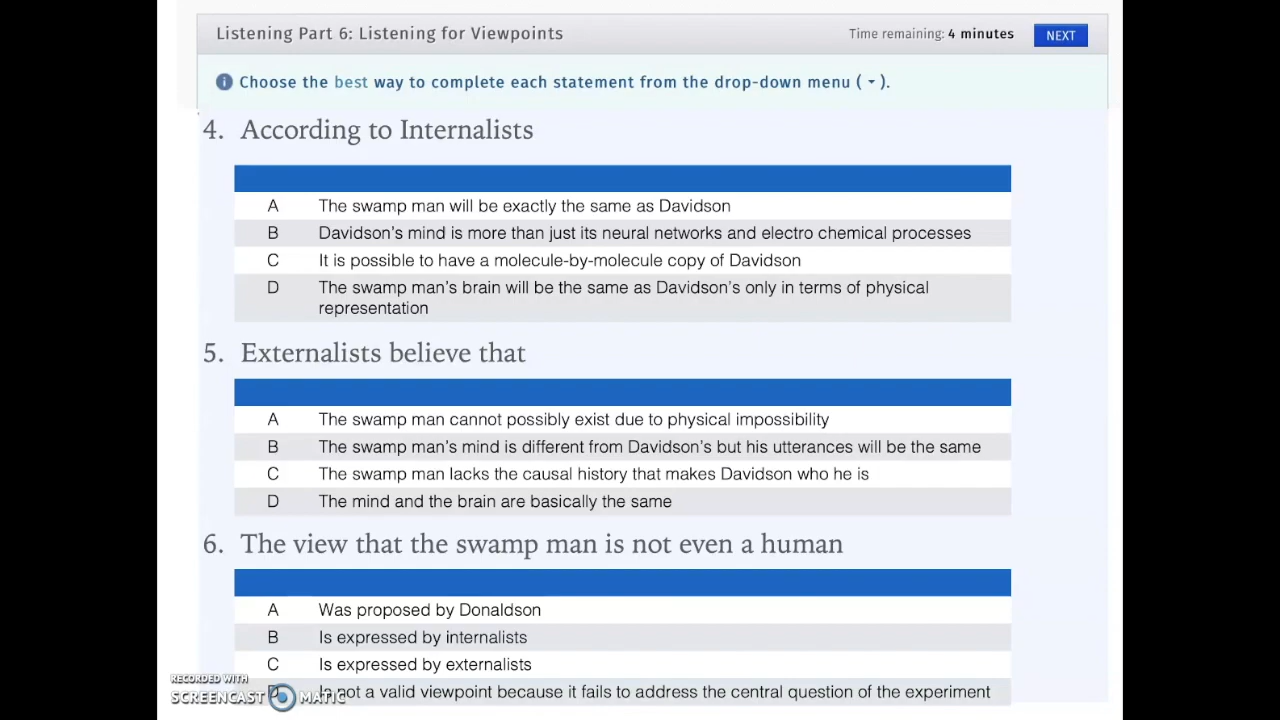 Listening Part 6: Listening for Viewpoints
Time remaining: 4 minutes
NEXT
Choose the best way to complete each statement from the drop-down menu ( ).
4. According to Internalists
A The swamp man will be exactly the same as Davidson
B Davidson's mind is more than just its neural networks and electro chemical processes
C It is possible to have a molecule-by-molecule copy of Davidson
D The swamp man's brain will be the same as Davidson's only in terms of physical
representation
5. Externalists believe that
A The swamp man cannot possibly exist due to physical impossibility
B The swamp man's mind is different from Davidson's but his utterances will be the same
C The swamp man lacks the causal history that makes Davidson who he is
D The mind and the brain are basically the same
6. The view that the swamp man is not even a human
A Was proposed by Donaldson
B Is expressed by internalists
C Is expressed by externalists
D Is not a valid viewpoint because it fails to address the central question of the experiment
RECORDED WITH
SCREENCAST MATIC